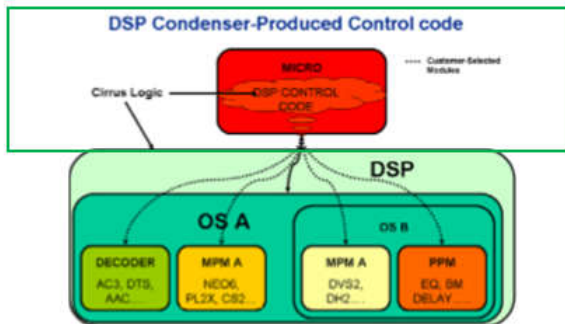 DSP Condenser-Produced Control code
MICRO
DSP CONTROL
CODE
Customer-Selected
Modules
Cirrus Logic
DSP
OS A
OS B
DECODER
AC3, DTS,
AAC.....
MPM A
NEO6,
PL2X, CS2...
MPM A
DVS2,
DH2.....
PPM
EQ, BM
DELAY......